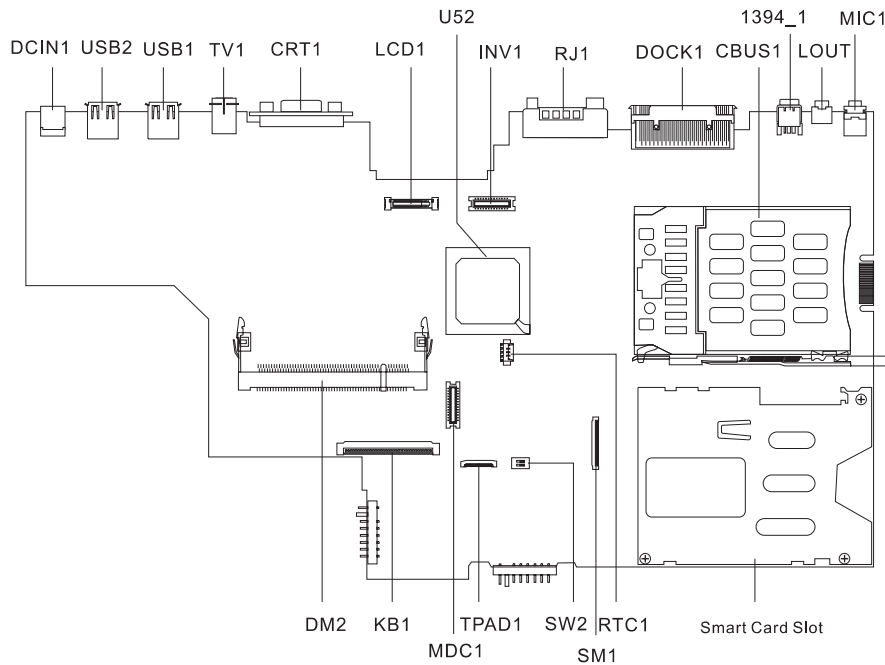 U52
1394_1
MIC1
DCIN1 USB2 USB1 TV1 CRT1 LCD1 INV1 RJ1 DOCK1 CBUS1 LOUT
DM2 KB1 TPAD1 SW2 RTC1 Smart Card Slot
MDC1 SM1